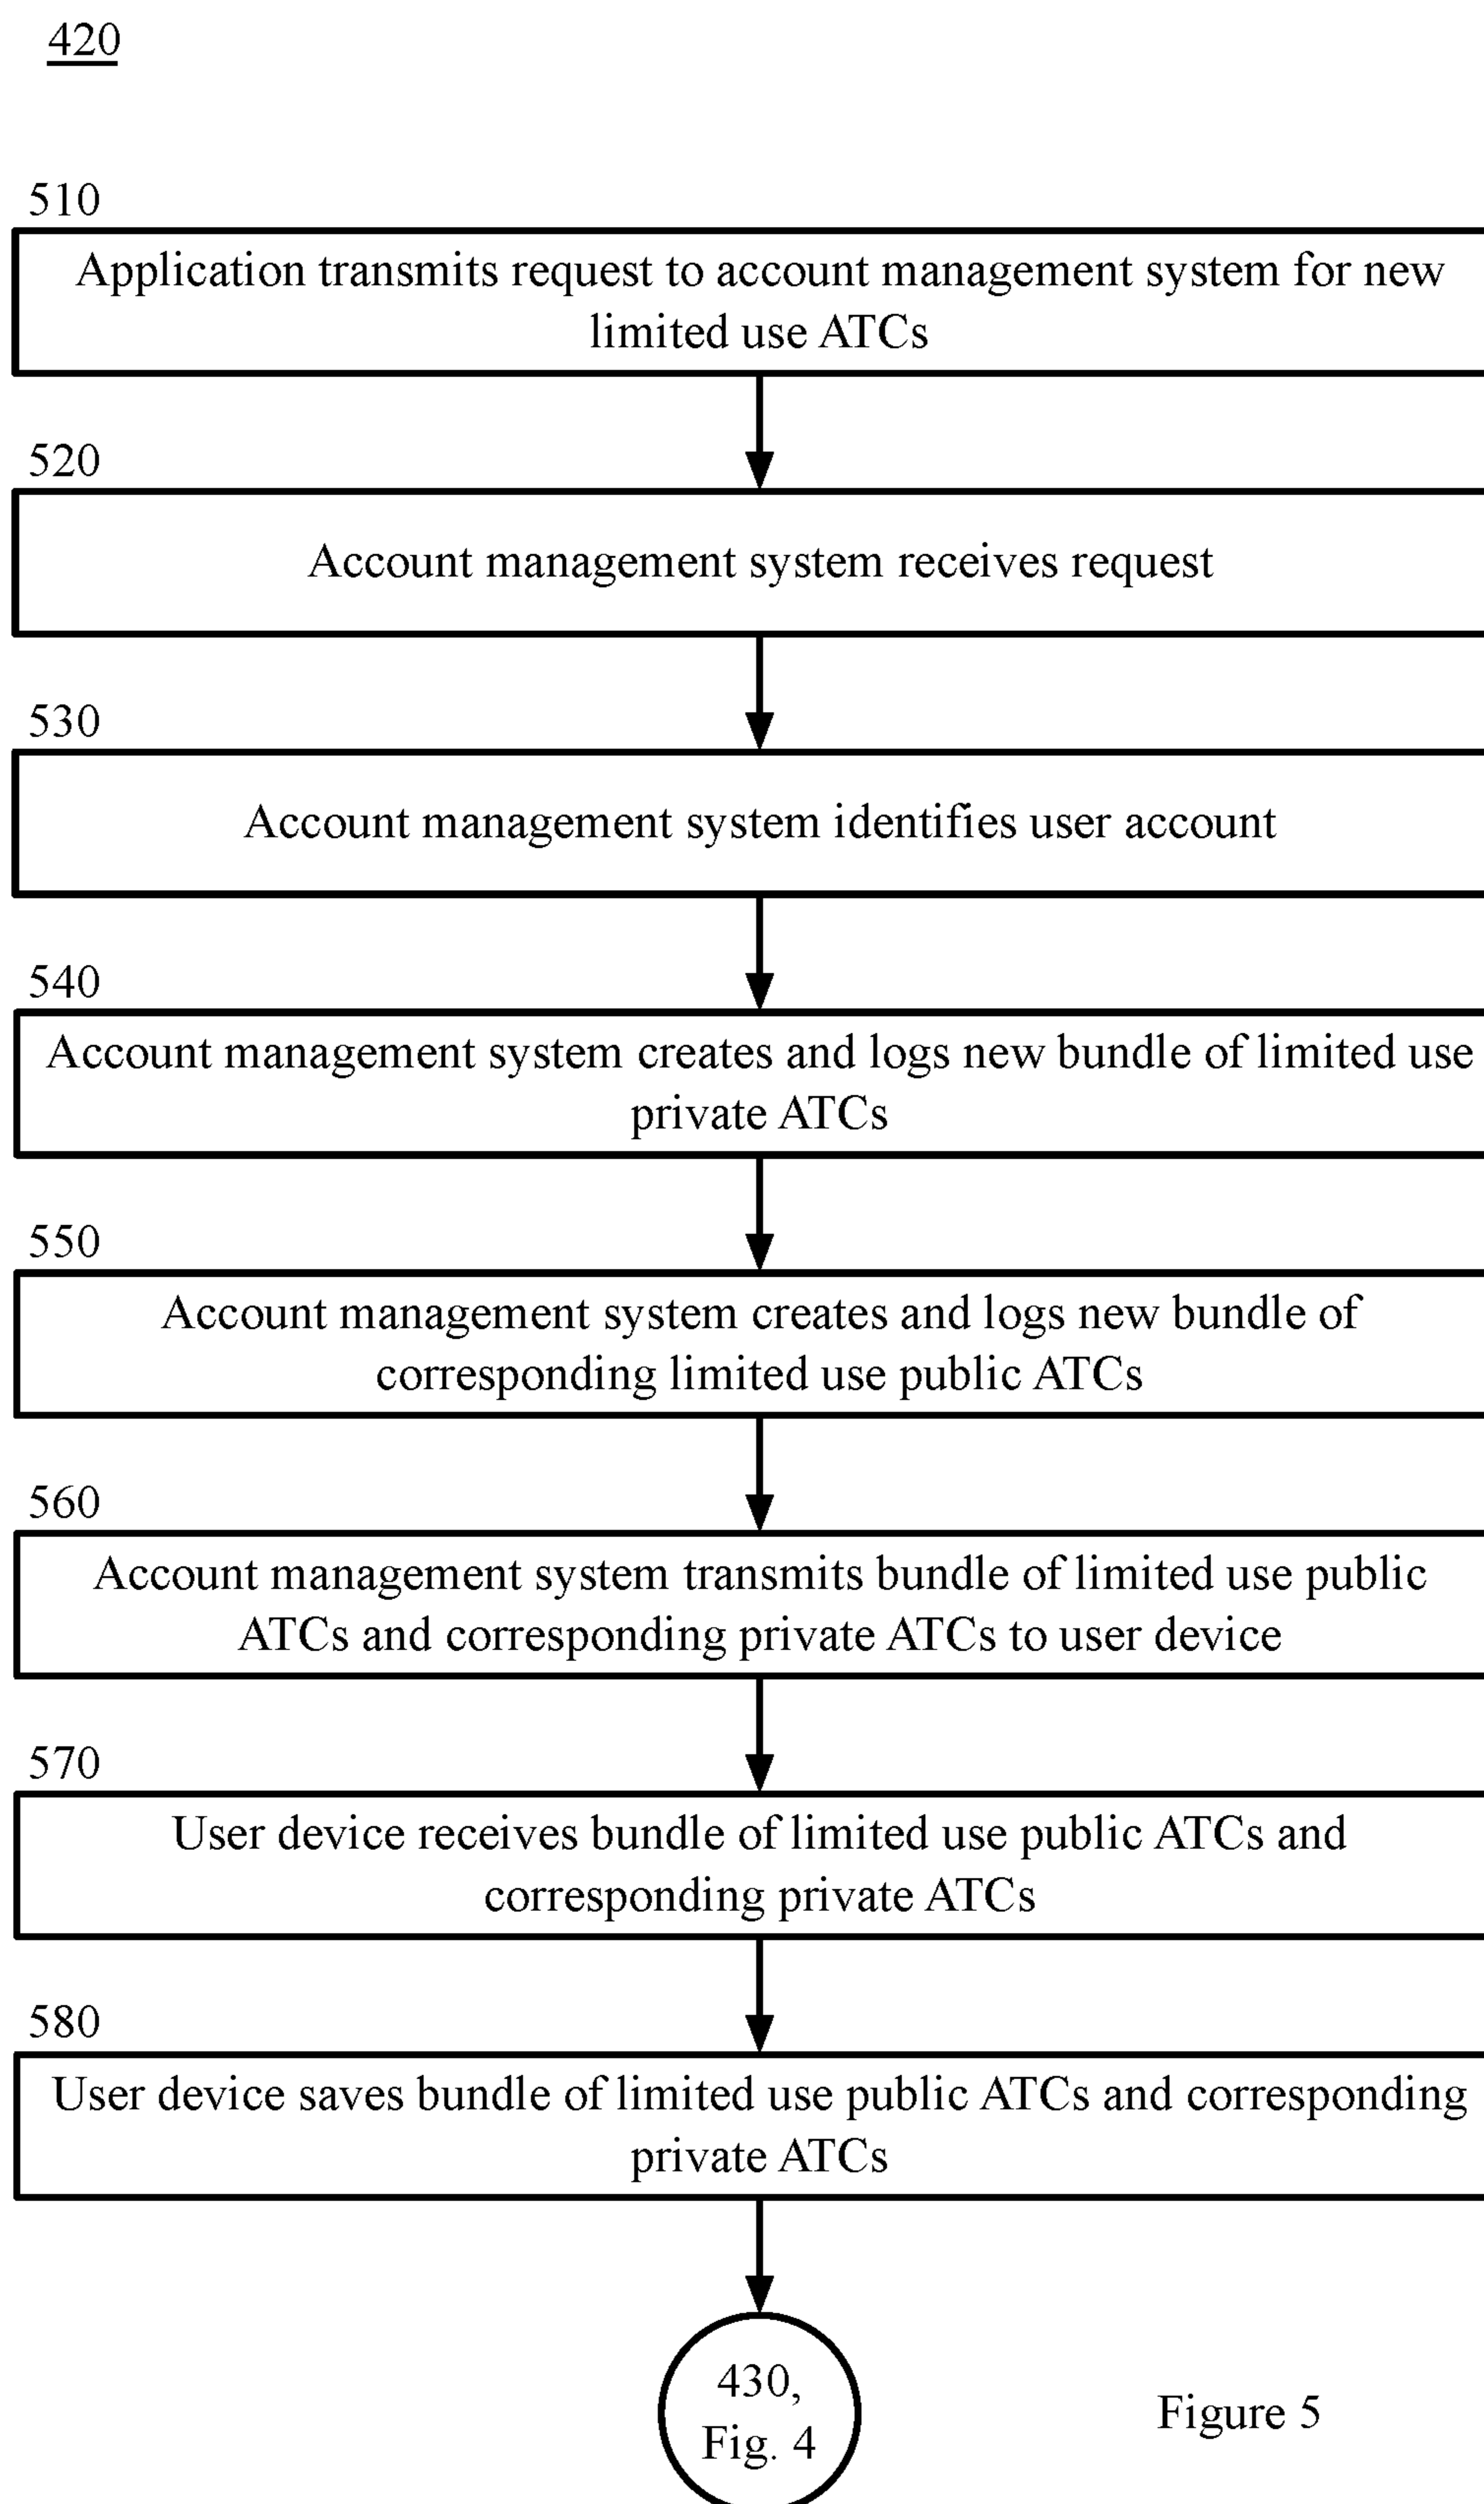 420
510
Application transmits request to account management system for new
limited use ATCs
520
Account management system receives request
530
Account management system identifies user account
540
Account management system creates and logs new bundle of limited use
private ATCs
550
Account management system creates and logs new bundle of
corresponding limited use public ATCs
560
Account management system transmits bundle of limited use public
ATCs and corresponding private ATCs to user device
570
User device receives bundle of limited use public ATCs and
corresponding private ATCs
580
User device saves bundle of limited use public ATCs and corresponding
private ATCs
430,
Fig. 4
Figure 5